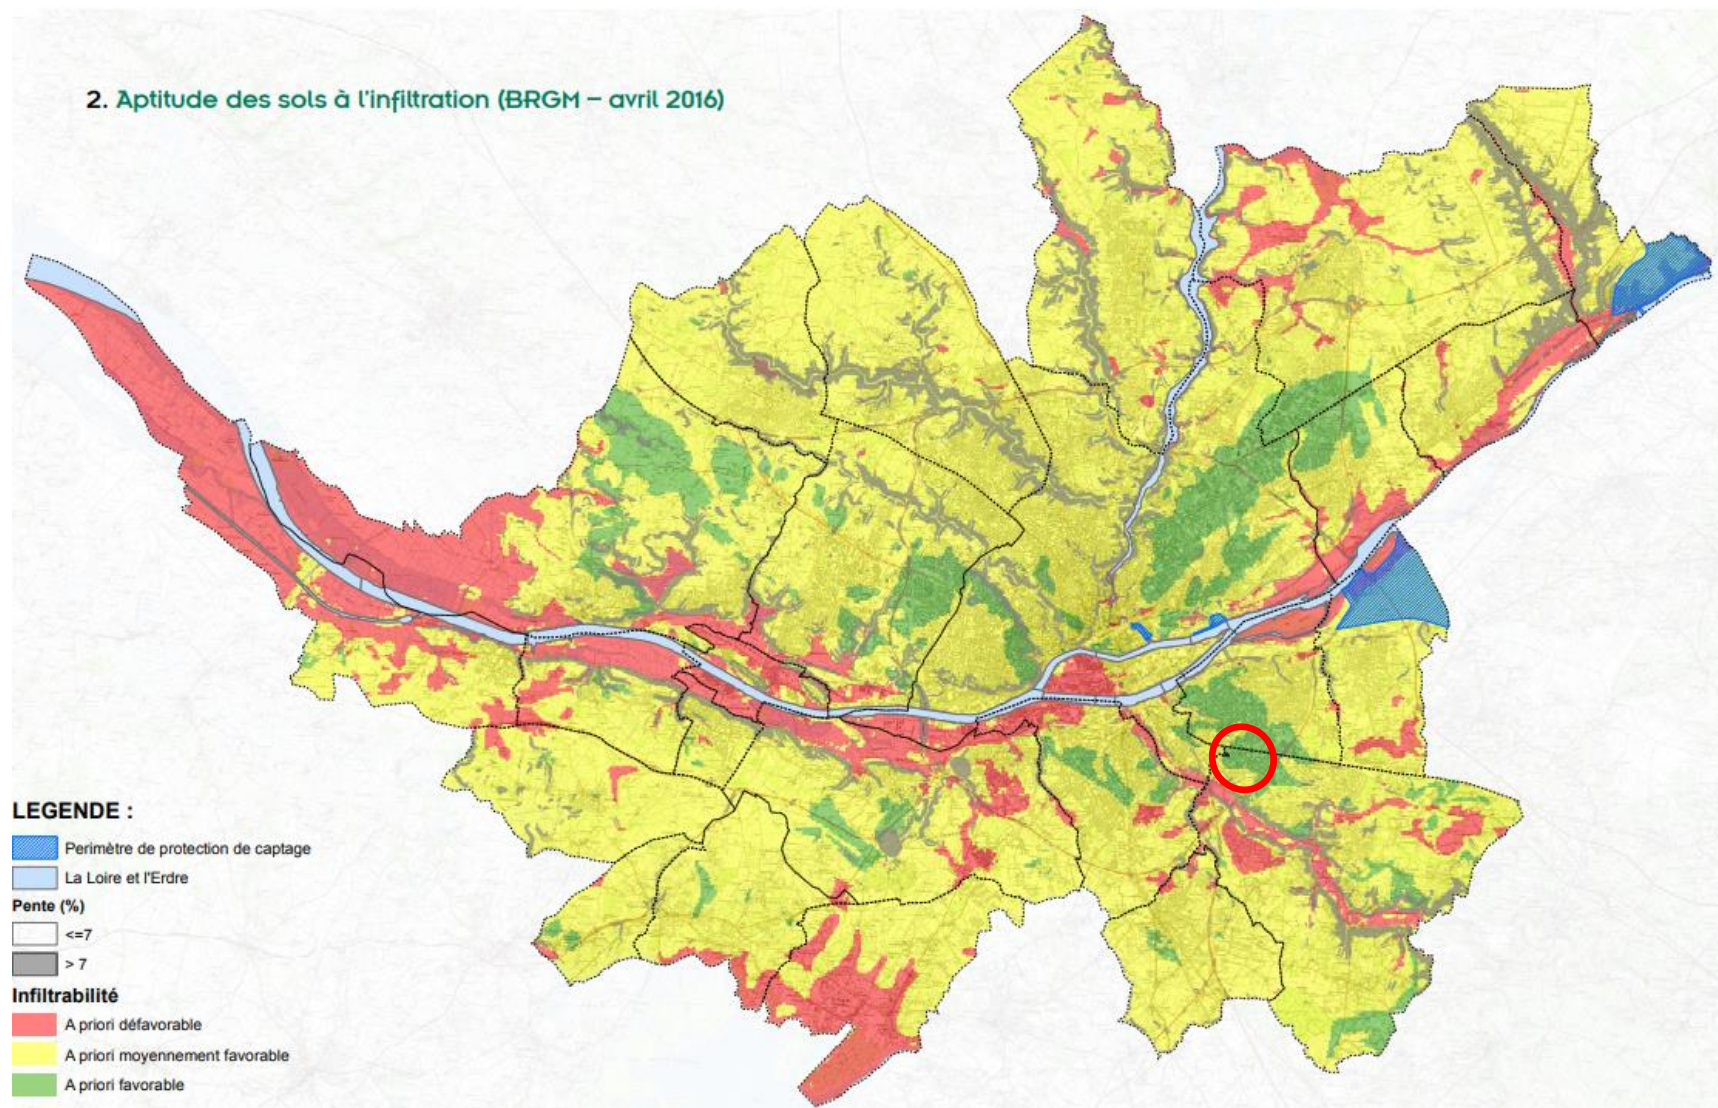 2. Aptitude des sols à l'infiltration (BRGM – avril 2016)
LEGENDE :
Perimètre de protection de captage
La Loire et l'Erdre
Pente (%)
<=7
> 7
Infiltrabilité
A priori défavorable
A priori moyennement favorable
A priori favorable